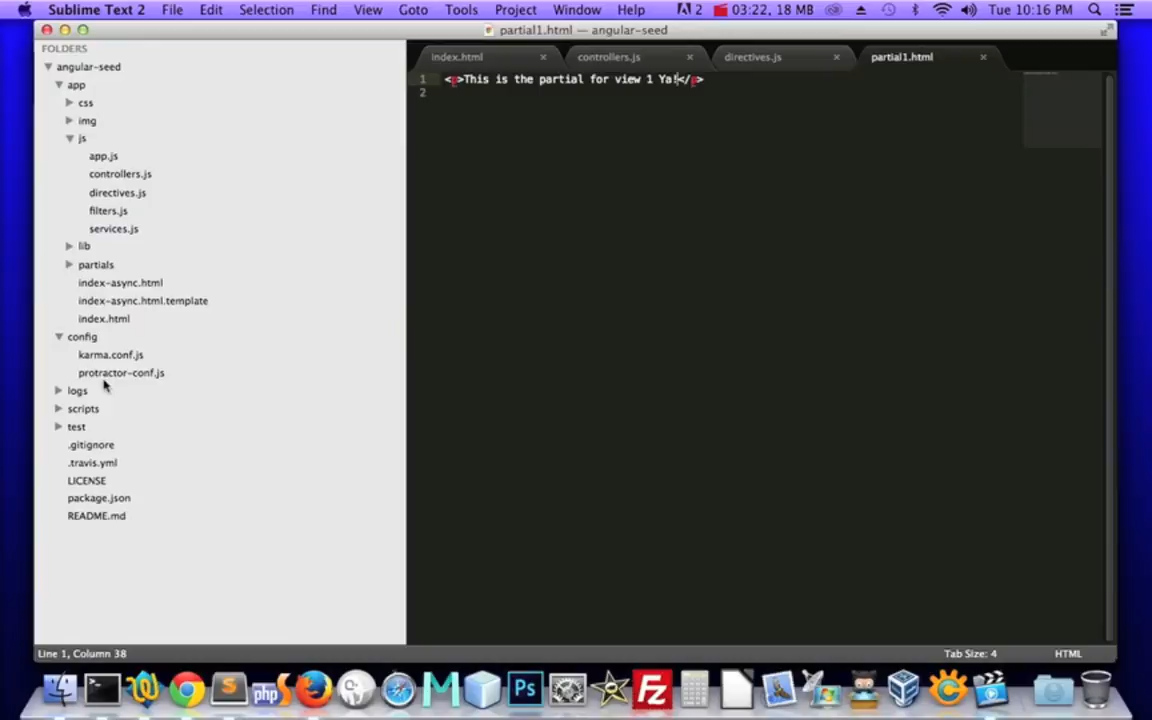 Sublime Text 2 File Edit Selection Find View Goto Tools Project Window Help 2 03:22, 18 MB Tue 10:16 PM
partial1.html — angular-seed
FOLDERS
angular-seed
app
css
img
js
app.js
controllers.js
directives.js
filters.js
services.js
lib
partials
index-async.html
index-async.html.template
index.html
config
karma.conf.js
protractor-conf.js
logs
scripts
test
.gitignore
.travis.yml
LICENSE
package.json
README.md
index.html controllers.js directives.js partial1.html
1 <p>This is the partial for view 1 Ya!</p>
2
Line 1, Column 38 Tab Size: 4 HTML
php Ps Fz